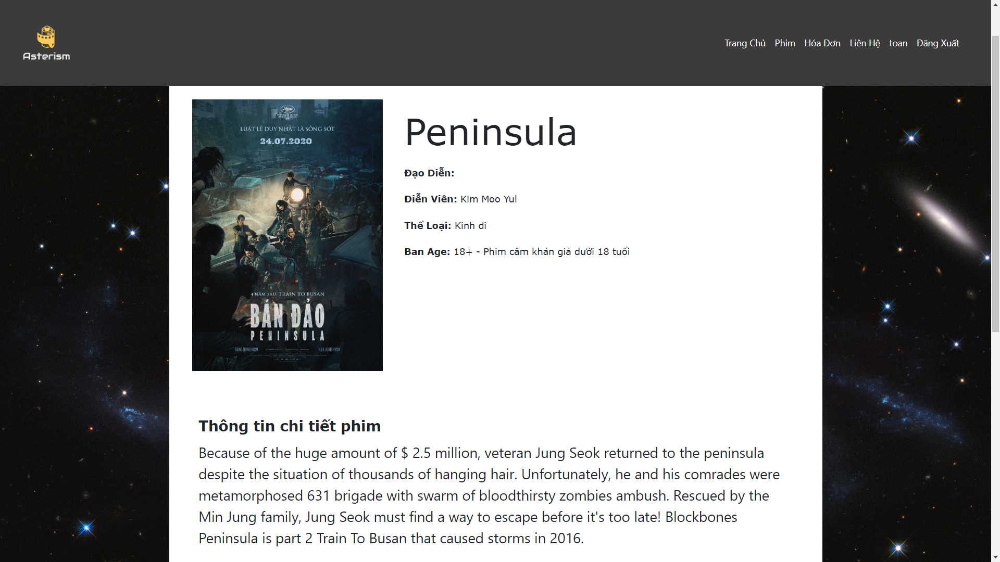 Asterism
Trang Chủ Phim Hóa Đơn Liên Hệ toan Đăng Xuất
LUẬT LỆ DUY NHẤT LÀ SỐNG SÓT
24.07.2020
4 NĂM SAU TRAIN TO BUSAN
BÁN ĐẢO
PENINSULA
GANG DONG WON LEE JUNG HYUN
Peninsula
Đạo Diễn:
Diễn Viên: Kim Moo Yul
Thể Loại: Kinh di
Ban Age: 18+ - Phim cấm khán giả dưới 18 tuổi
Thông tin chi tiết phim
Because of the huge amount of $ 2.5 million, veteran Jung Seok returned to the peninsula
despite the situation of thousands of hanging hair. Unfortunately, he and his comrades were
metamorphosed 631 brigade with swarm of bloodthirsty zombies ambush. Rescued by the
Min Jung family, Jung Seok must find a way to escape before it's too late! Blockbones
Peninsula is part 2 Train To Busan that caused storms in 2016.